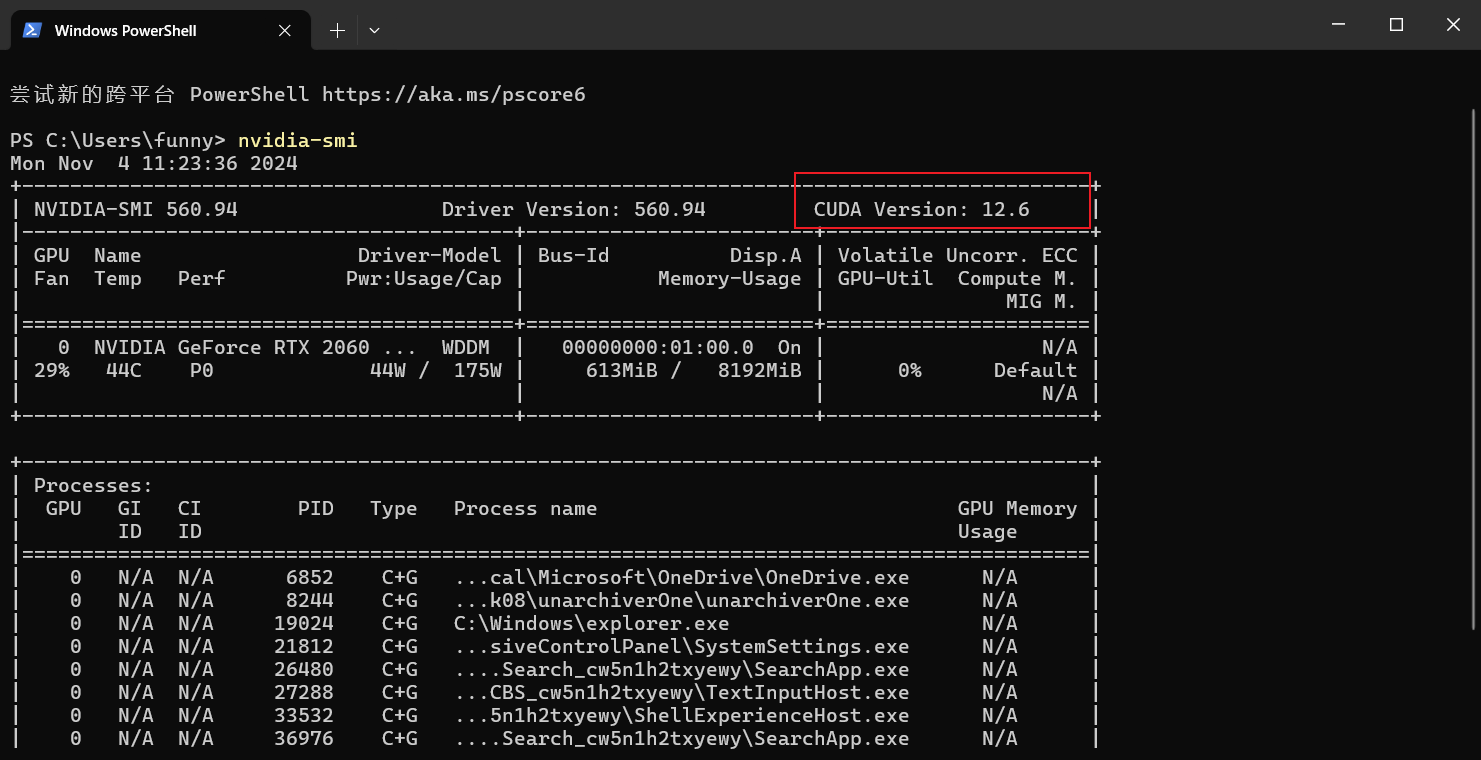 Windows PowerShell
尝试新的跨平台 PowerShell https://aka.ms/pscore6
PS C:\Users\funny> nvidia-smi
Mon Nov  4 11:23:36 2024
+-----------------------------------------------------------------------------------------+
| NVIDIA-SMI 560.94                 Driver Version: 560.94         CUDA Version: 12.6     |
|-----------------------------------------+------------------------+----------------------+
| GPU  Name                  Driver-Model | Bus-Id          Disp.A | Volatile Uncorr. ECC |
| Fan  Temp   Perf          Pwr:Usage/Cap |           Memory-Usage | GPU-Util  Compute M. |
|                                         |                        |               MIG M. |
|=========================================+========================+======================|
|   0  NVIDIA GeForce RTX 2060 ...  WDDM  |   00000000:01:00.0  On |                  N/A |
| 29%   44C    P0             44W /  175W |     613MiB /   8192MiB |      0%      Default |
|                                         |                        |                  N/A |
+-----------------------------------------+------------------------+----------------------+
+-----------------------------------------------------------------------------------------+
| Processes:                                                                              |
|  GPU   GI   CI        PID   Type   Process name                              GPU Memory |
|        ID   ID                                                               Usage      |
|=========================================================================================|
|    0   N/A  N/A      6852    C+G   ...cal\Microsoft\OneDrive\OneDrive.exe      N/A      |
|    0   N/A  N/A      8244    C+G   ...k08\unarchiverOne\unarchiverOne.exe      N/A      |
|    0   N/A  N/A     19024    C+G   C:\Windows\explorer.exe                     N/A      |
|    0   N/A  N/A     21812    C+G   ...siveControlPanel\SystemSettings.exe      N/A      |
|    0   N/A  N/A     26480    C+G   ....Search_cw5n1h2txyewy\SearchApp.exe      N/A      |
|    0   N/A  N/A     27288    C+G   ...CBS_cw5n1h2txyewy\TextInputHost.exe      N/A      |
|    0   N/A  N/A     33532    C+G   ...5n1h2txyewy\ShellExperienceHost.exe      N/A      |
|    0   N/A  N/A     36976    C+G   ....Search_cw5n1h2txyewy\SearchApp.exe      N/A      |